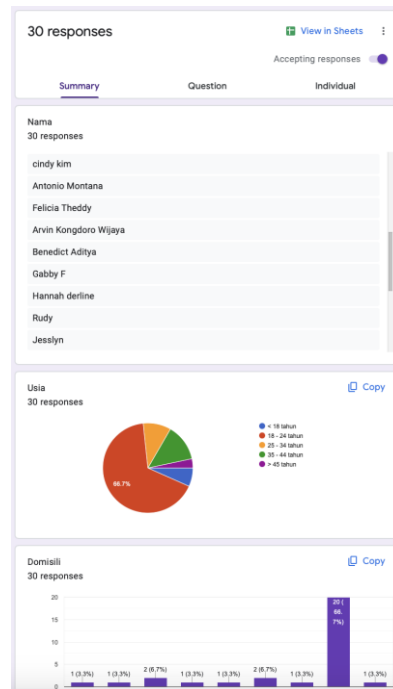 30 responses
View in Sheets
Accepting responses
Summary Question Individual
Nama
30 responses
cindy kim
Antonio Montana
Felicia Theddy
Arvin Kongdoro Wijaya
Benedict Aditya
Gabby F
Hannah derline
Rudy
Jesslyn
Usia
Copy
30 responses
66.7%
< 18 tahun
18 - 24 tahun
25 - 34 tahun
35 - 44 tahun
> 45 tahun
Domisili
Copy
30 responses
20
15
10
5
0
1 (3.3%) 1 (3.3%) 2 (6.7%) 1 (3.3%) 1 (3.3%) 2 (6.7%) 1 (3.3%) 20 (66.7%) 1 (3.3%)